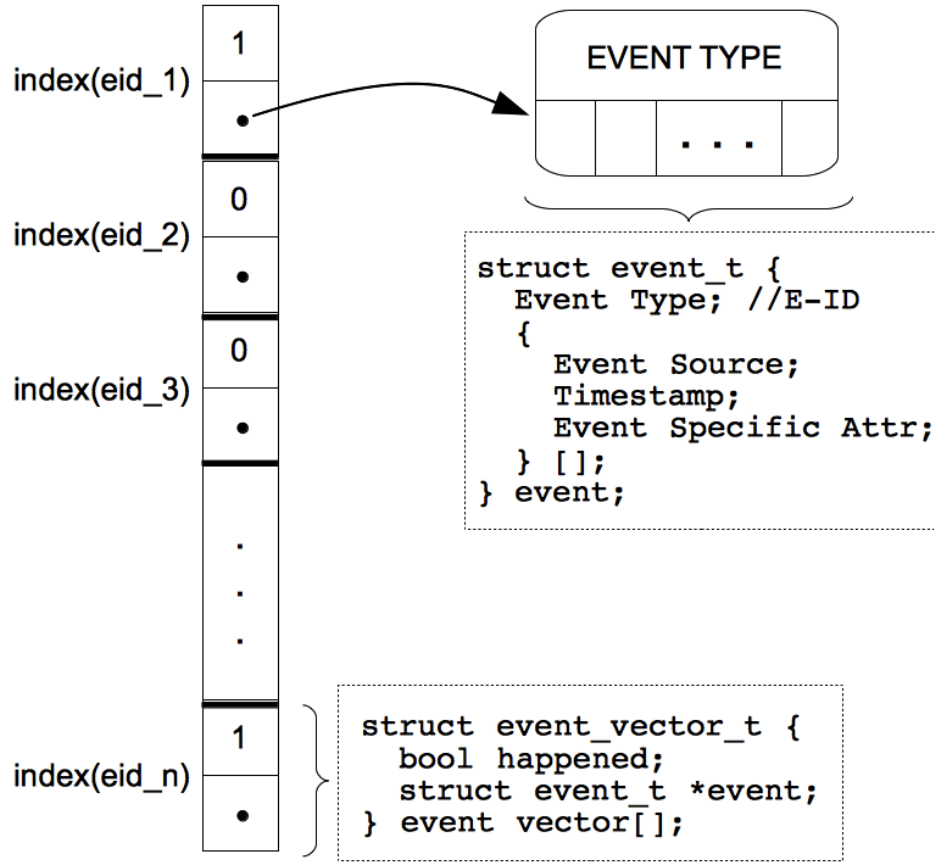 1
index(eid_1)
EVENT TYPE
. . .
0
index(eid_2)
struct event_t {
Event Type; //E-ID
{
Event Source;
Timestamp;
Event Specific Attr;
} [];
} event;
0
index(eid_3)
.
.
.
1
index(eid_n)
struct event_vector_t {
bool happened;
struct event_t *event;
} event vector[];